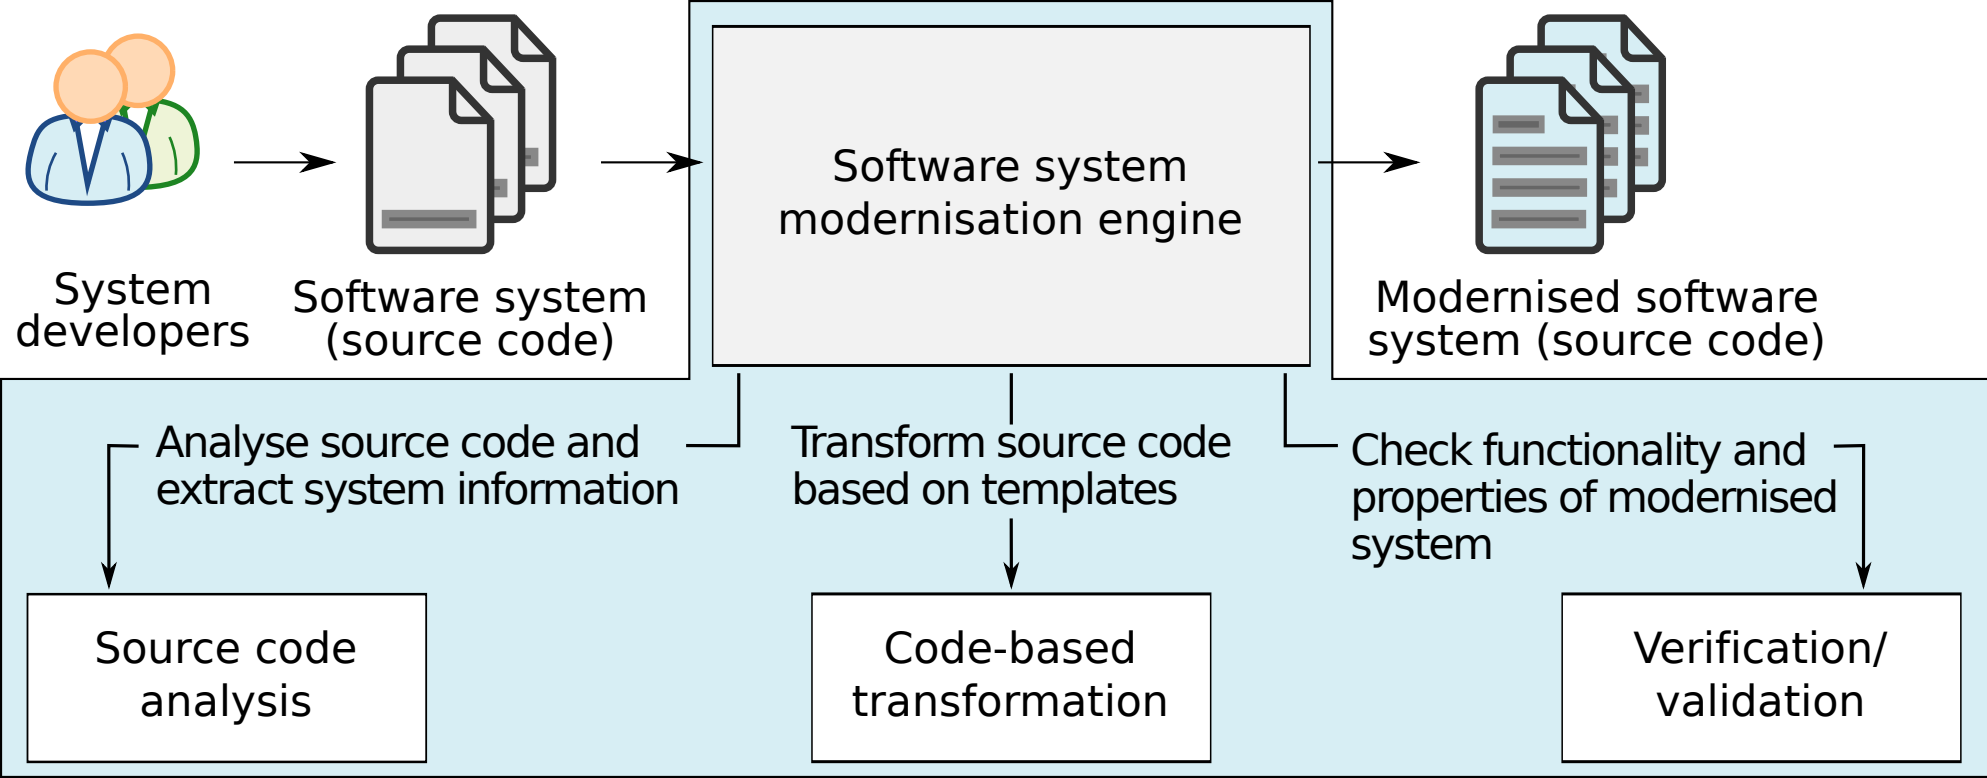 System
developers
Software system
(source code)
Software system
modernisation engine
Modernised software
system (source code)
Analyse source code and
extract system information
Transform source code
based on templates
Check functionality and
properties of modernised
system
Source code
analysis
Code-based
transformation
Verification/
validation